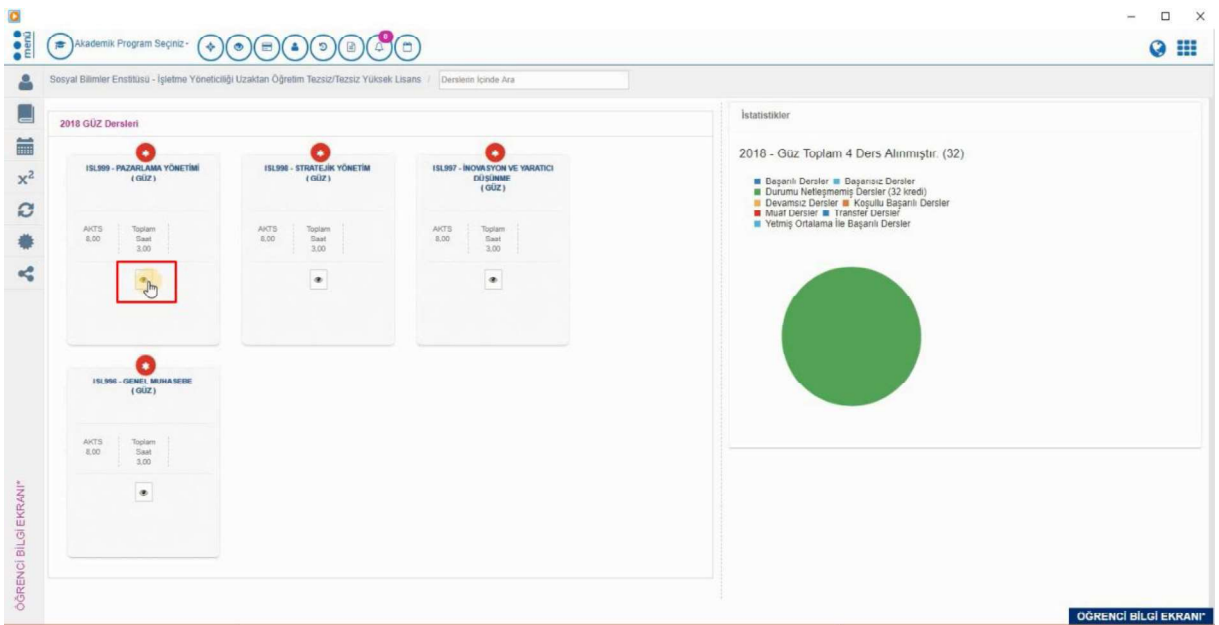 menü
Akademik Program Seçiniz
0
Sosyal Bilimler Enstitüsü - İşletme Yöneticiliği Uzaktan Öğretim Tezsiz/Tezsiz Yüksek Lisans / Derslerin İçinde Ara
x²
2018 GÜZ Dersleri
ISL999 - PAZARLAMA YÖNETİMİ
( GÜZ )
AKTS Toplam
8,00 Saat
3,00
ISL998 - STRATEJİK YÖNETİM
( GÜZ )
AKTS Toplam
8,00 Saat
3,00
ISL997 - İNOVASYON VE YARATICI
DÜŞÜNME
( GÜZ )
AKTS Toplam
8,00 Saat
3,00
ISL996 - GENEL MUHASEBE
( GÜZ )
AKTS Toplam
8,00 Saat
3,00
İstatistikler
2018 - Güz Toplam 4 Ders Alınmıştır. (32)
Başarılı Dersler Başarısız Dersler
Durumu Netleşmemiş Dersler (32 kredi)
Devamsız Dersler Koşullu Başarılı Dersler
Muaf Dersler Transfer Dersler
Yetmiş Ortalama İle Başarılı Dersler
ÖĞRENCİ BİLGİ EKRANI*
ÖĞRENCİ BİLGİ EKRANI*